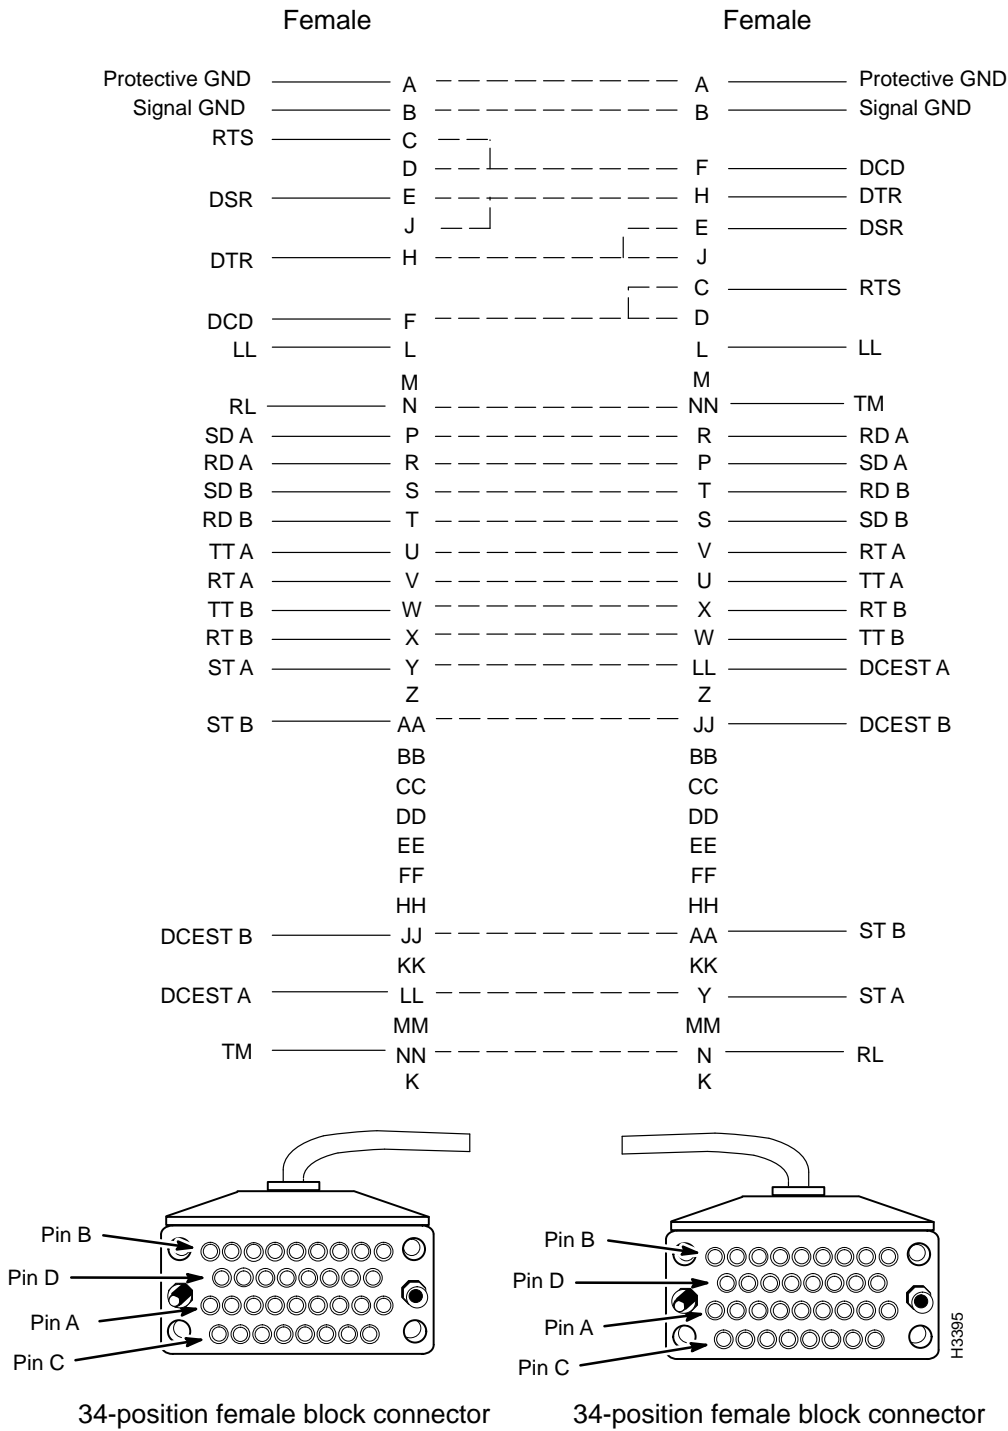 Female Female
Protective GND A A Protective GND
Signal GND B B Signal GND
RTS C
D F DCD
DSR E H DTR
J E DSR
DTR H J
C RTS
DCD F D
LL L L LL
M M
RL N NN TM
SD A P R RD A
RD A R P SD A
SD B S T RD B
RD B T S SD B
TT A U V RT A
RT A V U TT A
TT B W X RT B
RT B X W TT B
ST A Y LL DCEST A
Z Z
ST B AA JJ DCEST B
BB BB
CC CC
DD DD
EE EE
FF FF
HH HH
DCEST B JJ AA ST B
KK KK
DCEST A LL Y ST A
MM MM
TM NN N RL
K K
Pin B Pin B
Pin D Pin D
Pin A Pin A
Pin C Pin C
H3395
34-position female block connector 34-position female block connector